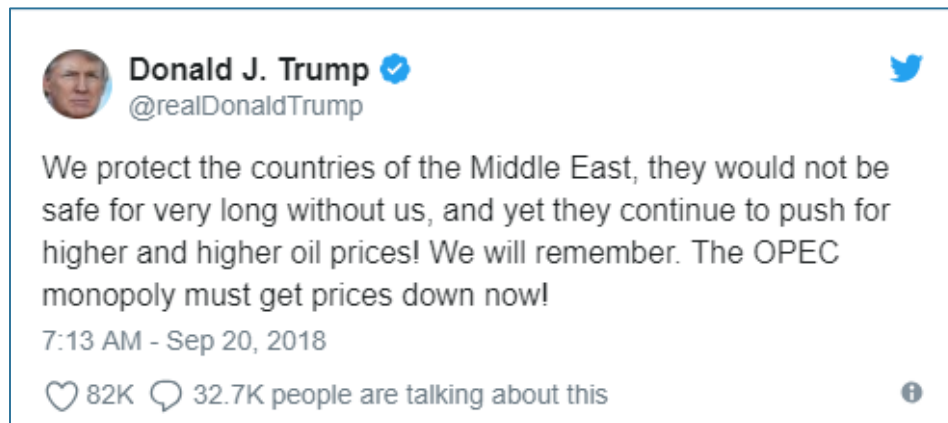 Donald J. Trump
@realDonaldTrump
We protect the countries of the Middle East, they would not be
safe for very long without us, and yet they continue to push for
higher and higher oil prices! We will remember. The OPEC
monopoly must get prices down now!
7:13 AM - Sep 20, 2018
82K 32.7K people are talking about this